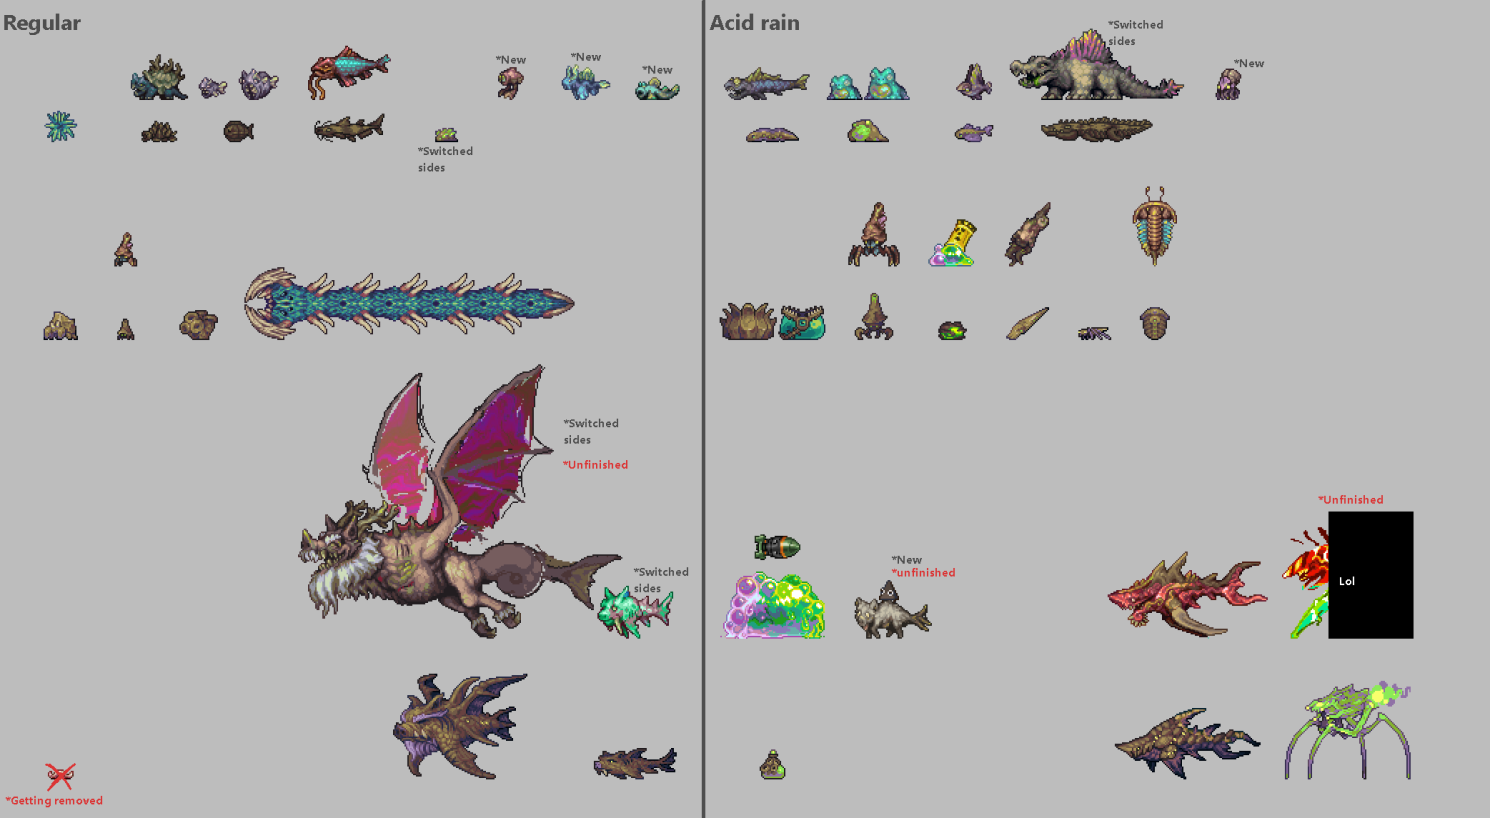 Regular
Acid rain
*New
*New
*New
*Switched
sides
*New
*Switched
sides
*Switched
sides
*Unfinished
*Switched
sides
*Unfinished
Lol
*New
*unfinished
*Getting removed